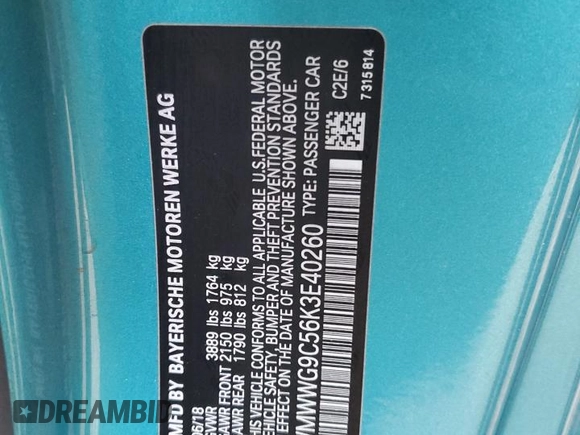 MFD BY BAYERISCHE MOTOREN WERKE AG
06/18
GVWR 3889 lbs 1764 kg
GAWR FRONT 2150 lbs 975 kg
GAWR REAR 1790 lbs 812 kg
THIS VEHICLE CONFORMS TO ALL APPLICABLE U.S.FEDERAL MOTOR
VEHICLE SAFETY, BUMPER AND THEFT PREVENTION STANDARDS
IN EFFECT ON THE DATE OF MANUFACTURE SHOWN ABOVE.
WMWWG9C56K3E40260 TYPE: PASSENGER CAR
C2E/6
7315814
DREAMBID